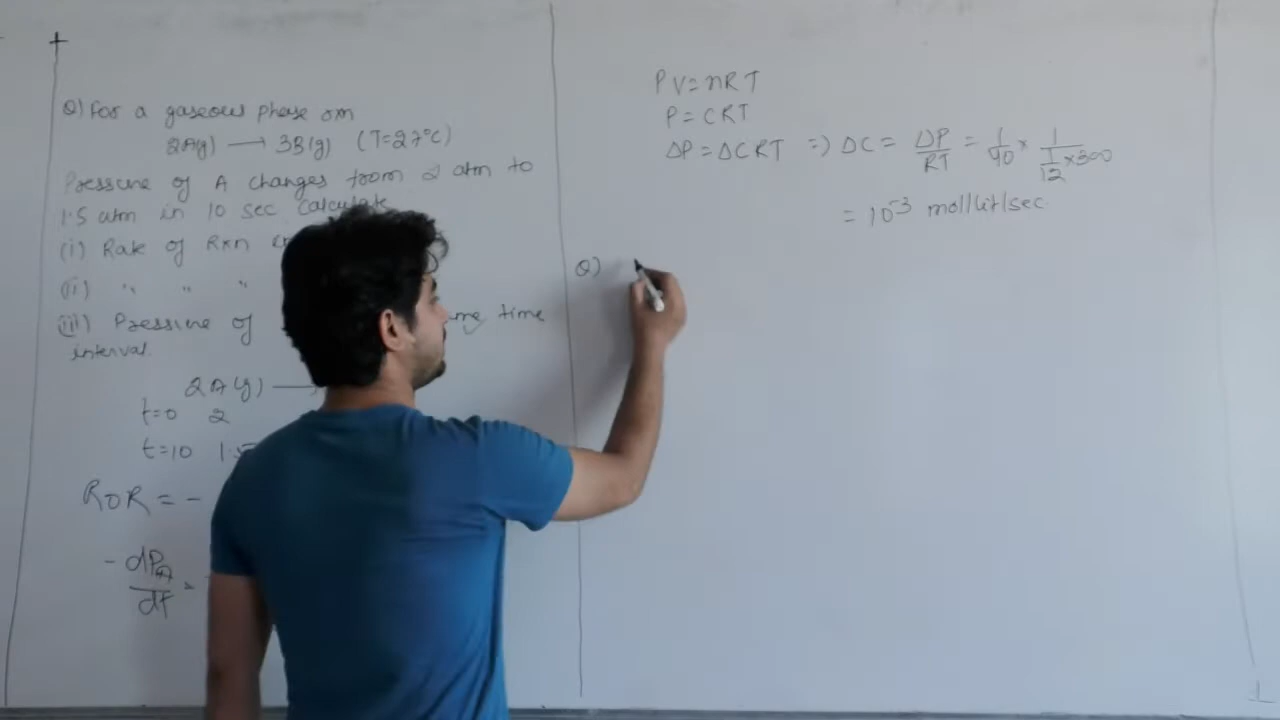 Q) For a gaseous phase rxn
2A(g) → 3B(g) (T=27°C)
Pressure of A changes from 2 atm to
1.5 atm in 10 sec Calculate
(i) Rate of Rxn
(ii) " " "
(iii) Pressure of time
interval.
2A(g) →
t=0 2
t=10 1.5
ROR = -
- dPA/dt =
PV=nRT
P=CRT
ΔP=ΔCRT => ΔC = ΔP/RT = 1/40 × 1/(1/12×300)
= 10^-3 mol/lit/sec
Q)